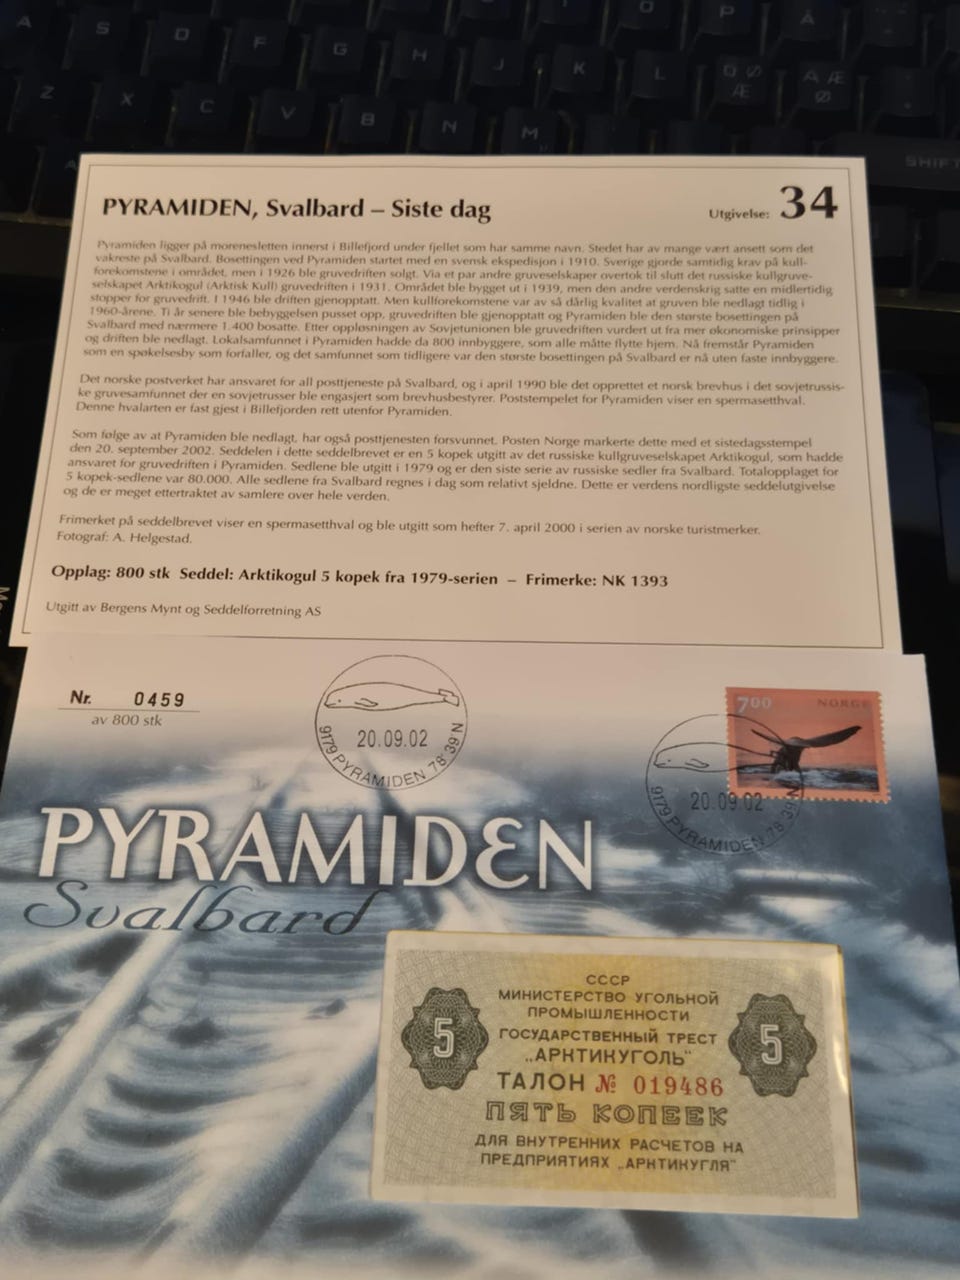 A
S
D
F
G
H
J
K
L
Ø
Æ
P
Å
Z
X
C
V
B
N
M
SHIFT
PYRAMIDEN, Svalbard – Siste dag
Utgivelse: 34
Pyramiden ligger på morenesletten innerst i Billefjord under fjellet som har samme navn. Stedet har av mange vært ansett som det
vakreste på Svalbard. Bosettingen ved Pyramiden startet med en svensk ekspedisjon i 1910. Sverige gjorde samtidig krav på kull-
forekomstene i området, men i 1926 ble gruvedriften solgt. Via et par andre gruveselskaper overtok til slutt det russiske kullgruve-
selskapet Arktikogul (Arktisk Kull) gruvedriften i 1931. Området ble bygget ut i 1939, men den andre verdenskrig satte en midlertidig
stopper for gruvedrift. I 1946 ble driften gjenopptatt. Men kullforekomstene var av så dårlig kvalitet at gruven ble nedlagt tidlig i
1960-årene. Ti år senere ble bebyggelsen pusset opp, gruvedriften ble gjenopptatt og Pyramiden ble den største bosettingen på
Svalbard med nærmere 1.400 bosatte. Etter oppløsningen av Sovjetunionen ble gruvedriften vurdert ut fra mer økonomiske prinsipper
og driften ble nedlagt. Lokalsamfunnet i Pyramiden hadde da 800 innbyggere, som alle måtte flytte hjem. Nå fremstår Pyramiden
som en spøkelsesby som forfaller, og det samfunnet som tidligere var den største bosettingen på Svalbard er nå uten faste innbyggere.
Det norske postverket har ansvaret for all posttjeneste på Svalbard, og i april 1990 ble det opprettet et norsk brevhus i det sovjetrussis-
ke gruvesamfunnet der en sovjetrusser ble engasjert som brevhusbestyrer. Poststempelet for Pyramiden viser en spermasetthval.
Denne hvalarten er fast gjest i Billefjorden rett utenfor Pyramiden.
Som følge av at Pyramiden ble nedlagt, har også posttjenesten forsvunnet. Posten Norge markerte dette med et sistedagsstempel
den 20. september 2002. Seddelen i dette seddelbrevet er en 5 kopek utgitt av det russiske kullgruveselskapet Arktikogul, som hadde
ansvaret for gruvedriften i Pyramiden. Sedlene ble utgitt i 1979 og er den siste serie av russiske sedler fra Svalbard. Totalopplaget for
5 kopek-sedlene var 80.000. Alle sedlene fra Svalbard regnes i dag som relativt sjeldne. Dette er verdens nordligste seddelutgivelse
og de er meget ettertraktet av samlere over hele verden.
Frimerket på seddelbrevet viser en spermasetthval og ble utgitt som hefter 7. april 2000 i serien av norske turistmerker.
Fotograf: A. Helgestad.
Opplag: 800 stk Seddel: Arktikogul 5 kopek fra 1979-serien – Frimerke: NK 1393
Utgitt av Bergens Mynt og Seddelforretning AS
Nr. 0459
av 800 stk
20.09.02
9179 PYRAMIDEN 78°39'N
700 NORGE
20.09.02
9179 PYRAMIDEN 78°39'N
PYRAMIDEN
Svalbard
СССР
МИНИСТЕРСТВО УГОЛЬНОЙ
ПРОМЫШЛЕННОСТИ
ГОСУДАРСТВЕННЫЙ ТРЕСТ
„АРКТИКУГОЛЬ"
5
5
ТАЛОН № 019486
ПЯТЬ КОПЕЕК
ДЛЯ ВНУТРЕННИХ РАСЧЕТОВ НА
ПРЕДПРИЯТИЯХ „АРКТИКУГЛЯ"